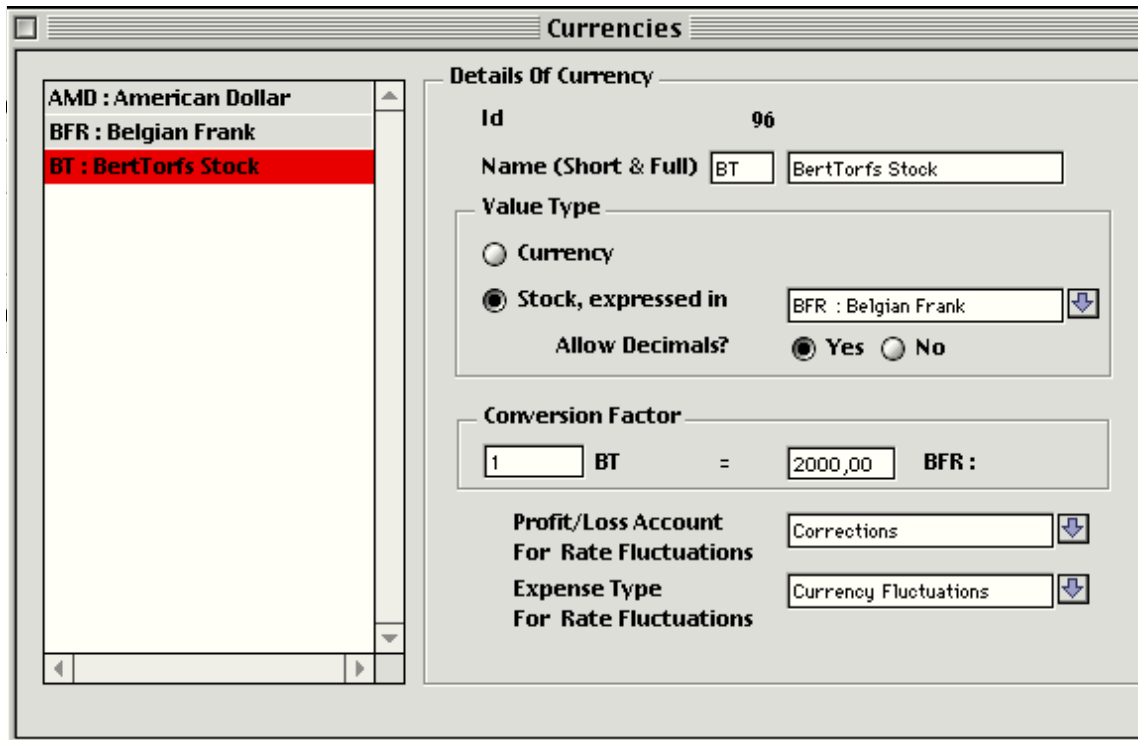 Currencies
AMD : American Dollar
BFR : Belgian Frank
BT : BertTorfs Stock
Details Of Currency
Id 96
Name (Short & Full) BT BertTorfs Stock
Value Type
Currency
Stock, expressed in BFR : Belgian Frank
Allow Decimals? Yes No
Conversion Factor
1 BT = 2000,00 BFR :
Profit/Loss Account
For Rate Fluctuations
Corrections
Expense Type
For Rate Fluctuations
Currency Fluctuations